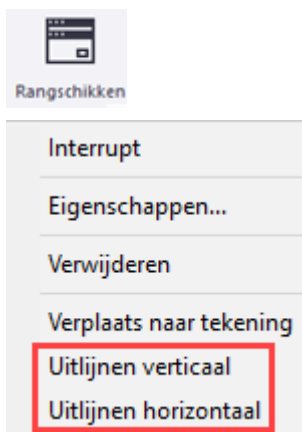 Rangschikken
Interrupt
Eigenschappen...
Verwijderen
Verplaats naar tekening
Uitlijnen verticaal
Uitlijnen horizontaal